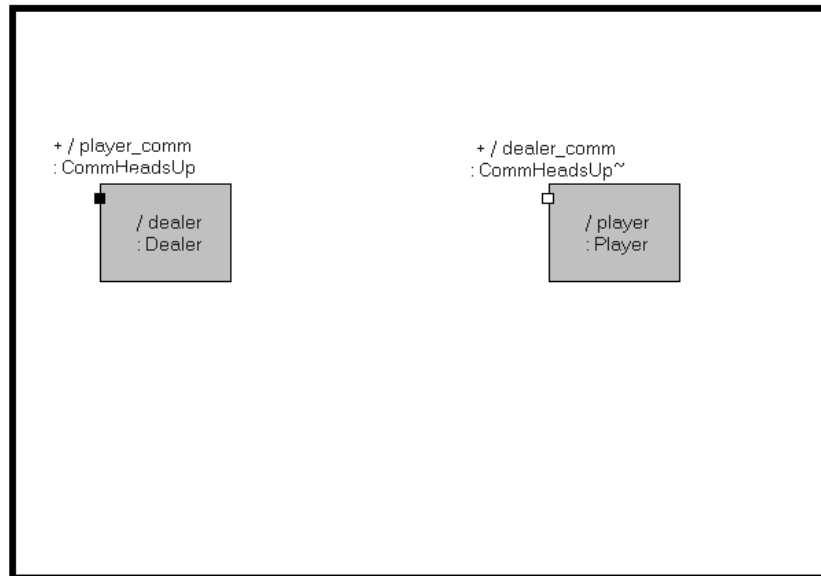 + / player_comm
: CommHeadsUp
/ dealer
: Dealer
+ / dealer_comm
: CommHeadsUp~
/ player
: Player